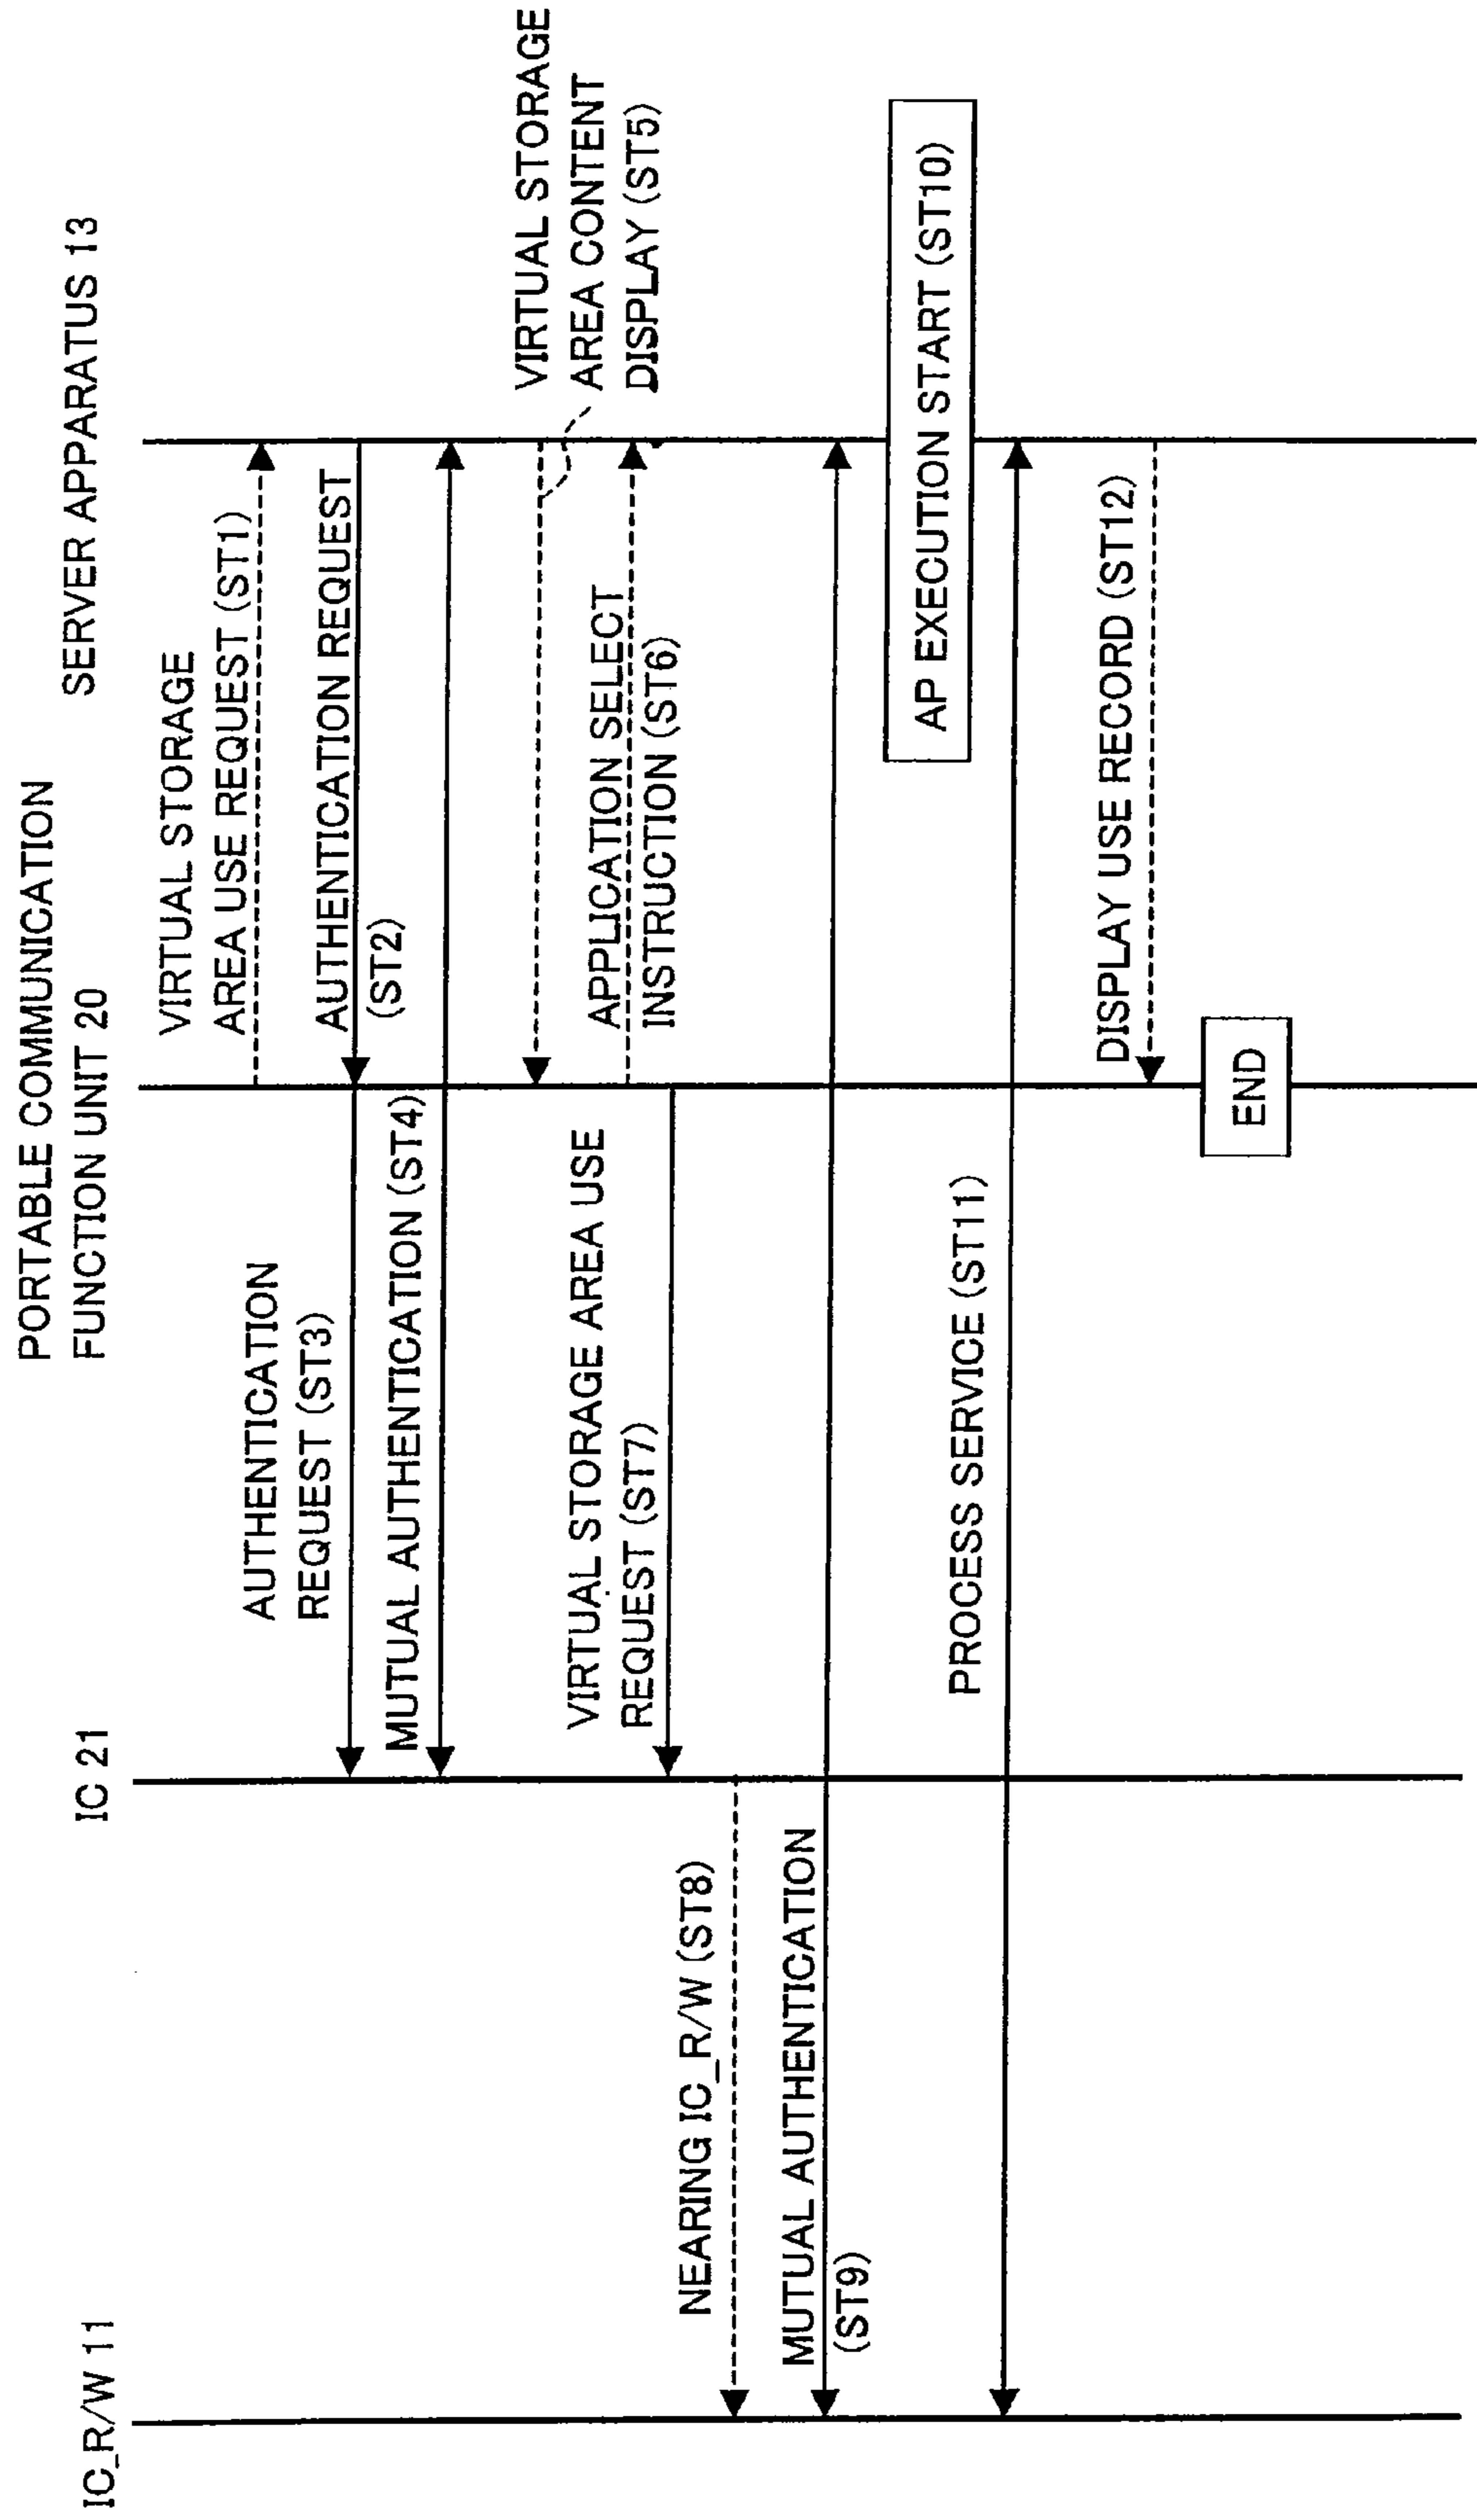 IC_R/W 11
IC 21
PORTABLE COMMUNICATION
FUNCTION UNIT 20
SERVER APPARATUS 13
VIRTUAL STORAGE
AREA USE REQUEST (ST1)
AUTHENTICATION REQUEST
(ST2)
AUTHENTICATION
REQUEST (ST3)
MUTUAL AUTHENTICATION (ST4)
VIRTUAL STORAGE
AREA CONTENT
DISPLAY (ST5)
APPLICATION SELECT
INSTRUCTION (ST6)
VIRTUAL STORAGE AREA USE
REQUEST (ST7)
NEARING IC_R/W (ST8)
MUTUAL AUTHENTICATION
(ST9)
AP EXECUTION START (ST10)
PROCESS SERVICE (ST11)
DISPLAY USE RECORD (ST12)
END